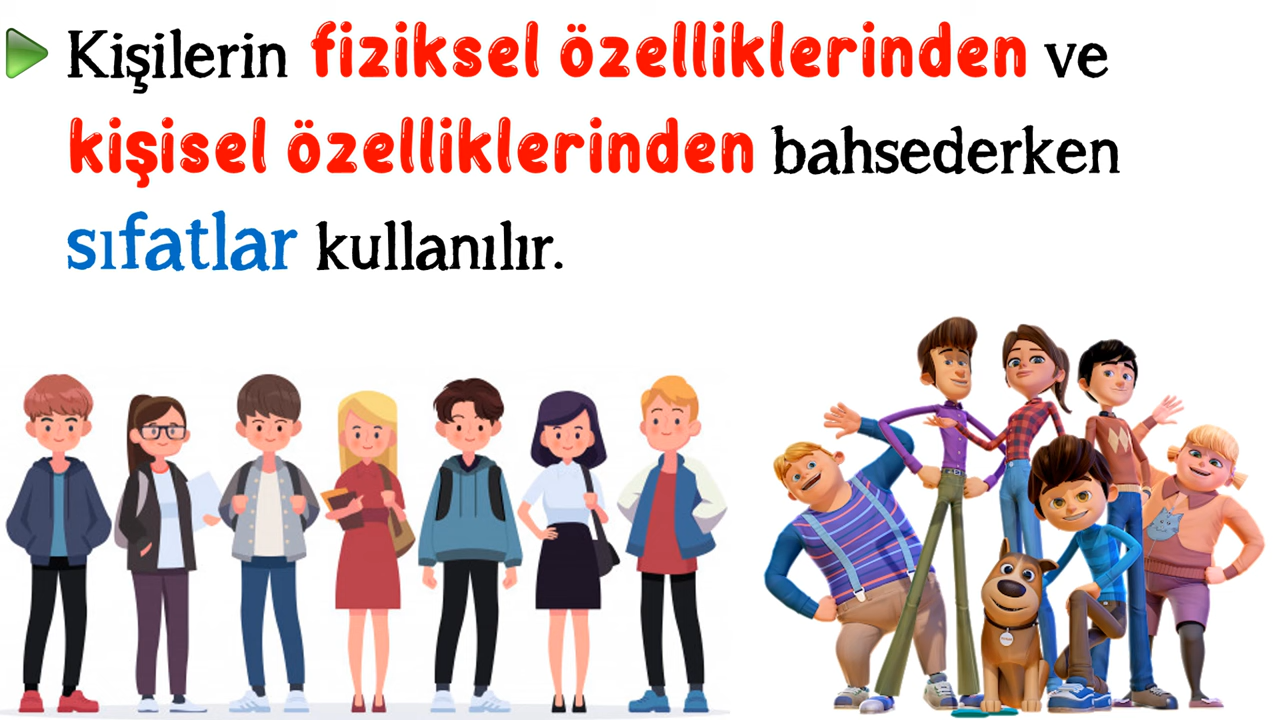 Kişilerin fiziksel özelliklerinden ve
kişisel özelliklerinden bahsederken
sıfatlar kullanılır.